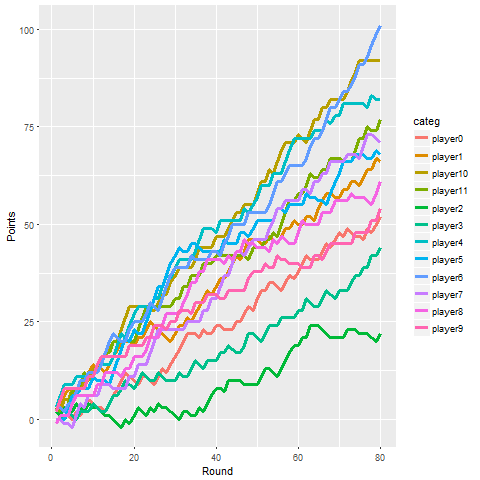 100
75
50
25
0
Points
0
20
40
60
80
Round
categ
player0
player1
player10
player11
player2
player3
player4
player5
player6
player7
player8
player9